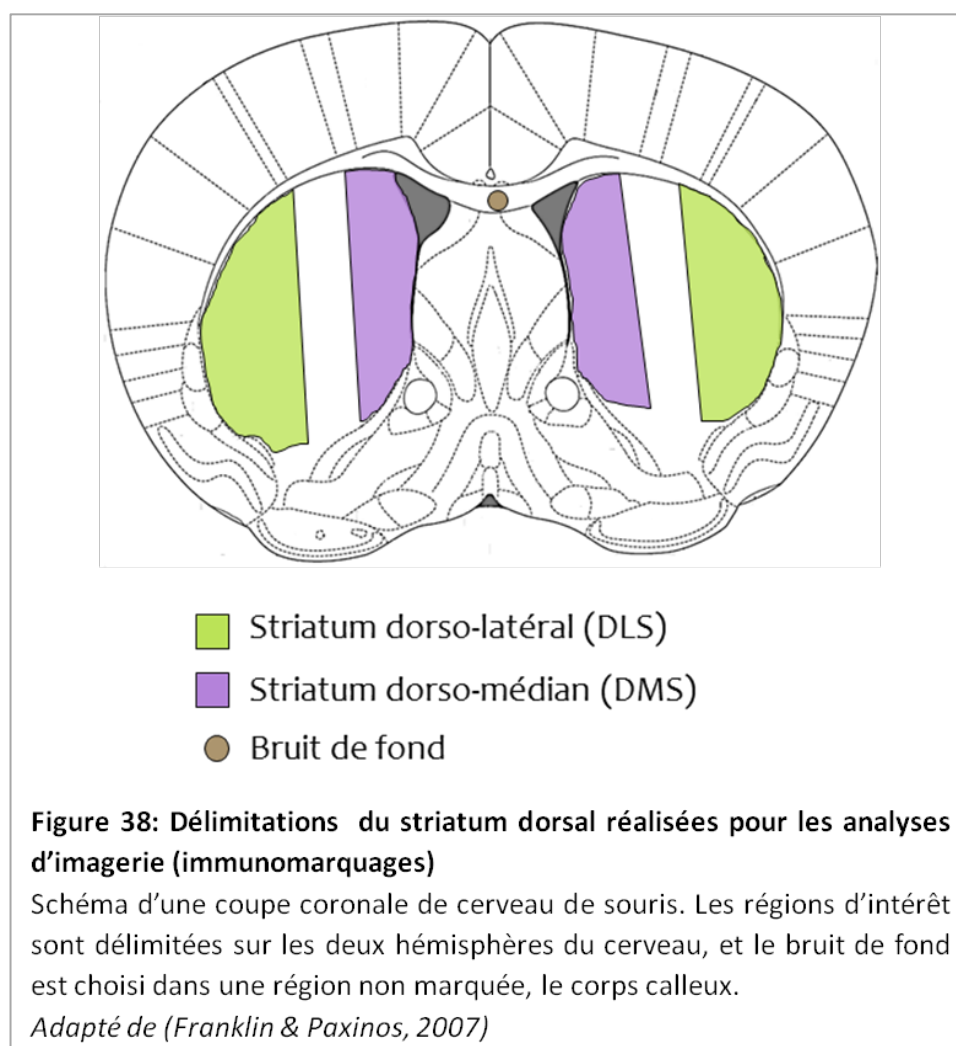 Striatum dorso-latéral (DLS)
Striatum dorso-médian (DMS)
Bruit de fond
Figure 38: Délimitations du striatum dorsal réalisées pour les analyses
d’imagerie (immunomarquages)
Schéma d’une coupe coronale de cerveau de souris. Les régions d’intérêt
sont délimitées sur les deux hémisphères du cerveau, et le bruit de fond
est choisi dans une région non marquée, le corps calleux.
Adapté de (Franklin & Paxinos, 2007)